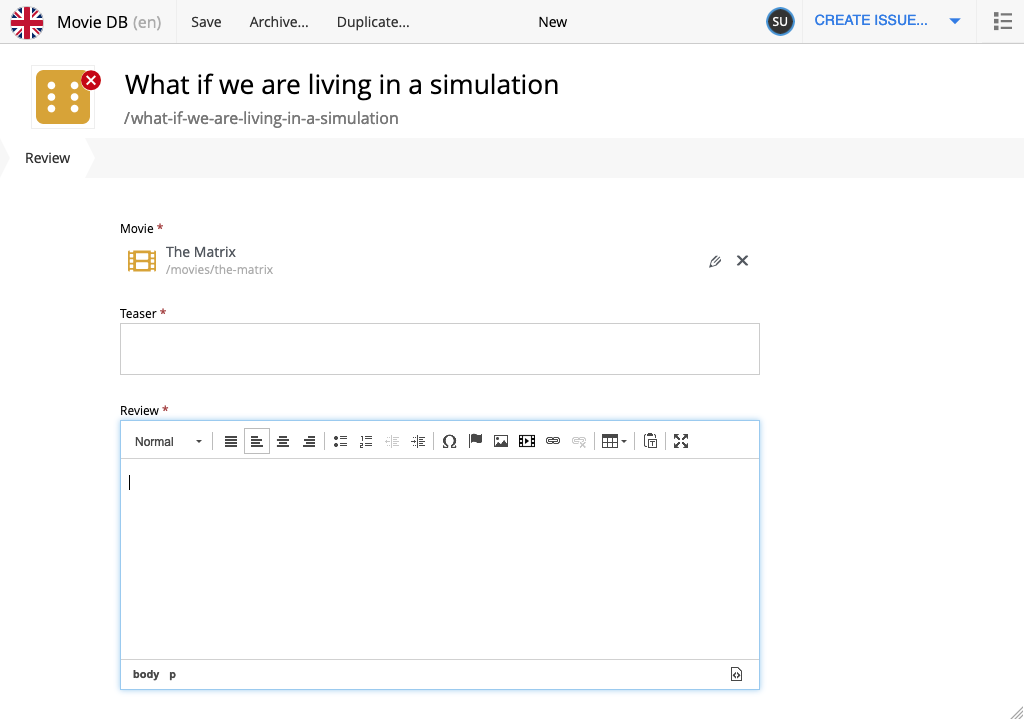 Movie DB (en) Save Archive... Duplicate... New SU CREATE ISSUE...
What if we are living in a simulation
/what-if-we-are-living-in-a-simulation
Review
Movie *
The Matrix
/movies/the-matrix
Teaser *
Review *
Normal
body p